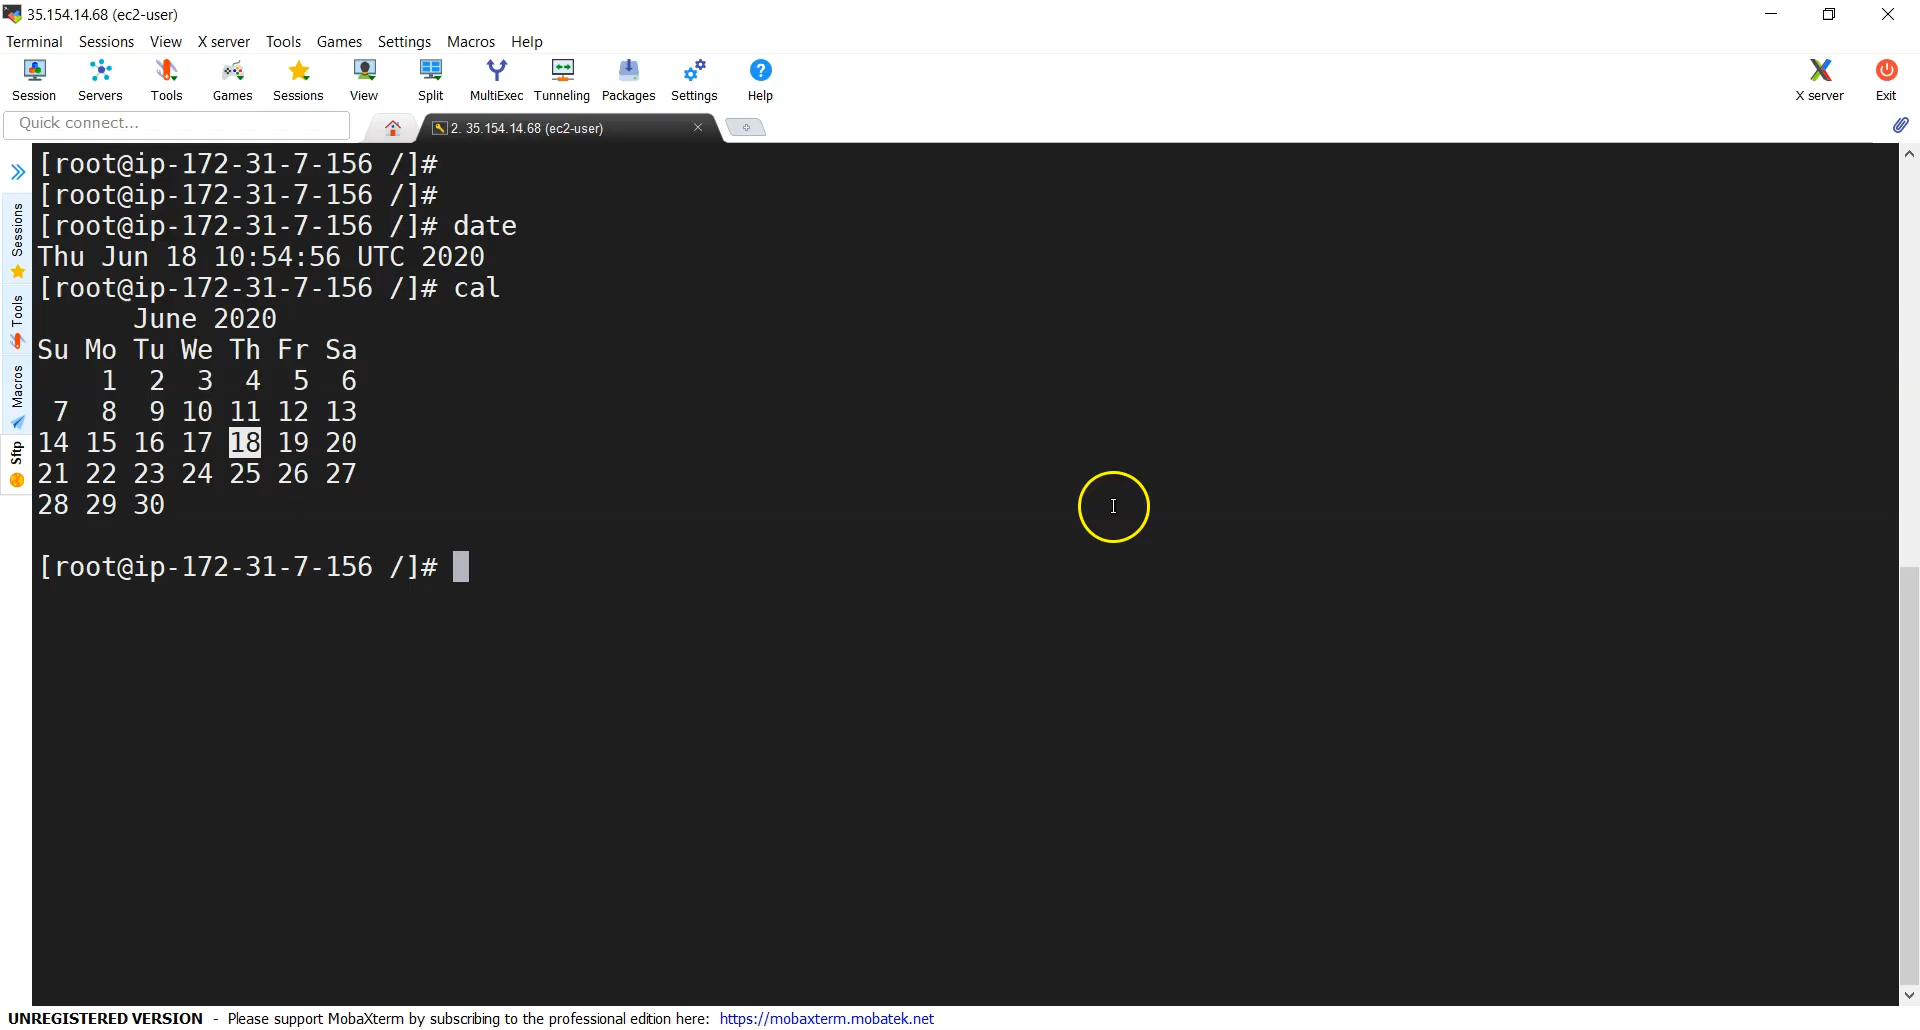 35.154.14.68 (ec2-user)
Terminal Sessions View X server Tools Games Settings Macros Help
Session Servers Tools Games Sessions View Split MultiExec Tunneling Packages Settings Help X server Exit
Quick connect... 2. 35.154.14.68 (ec2-user)
Sessions
Tools
Macros
Sftp
[root@ip-172-31-7-156 /]#
[root@ip-172-31-7-156 /]#
[root@ip-172-31-7-156 /]# date
Thu Jun 18 10:54:56 UTC 2020
[root@ip-172-31-7-156 /]# cal
      June 2020
Su Mo Tu We Th Fr Sa
    1  2  3  4  5  6
 7  8  9 10 11 12 13
14 15 16 17 18 19 20
21 22 23 24 25 26 27
28 29 30
[root@ip-172-31-7-156 /]#
UNREGISTERED VERSION - Please support MobaXterm by subscribing to the professional edition here: https://mobaxterm.mobatek.net